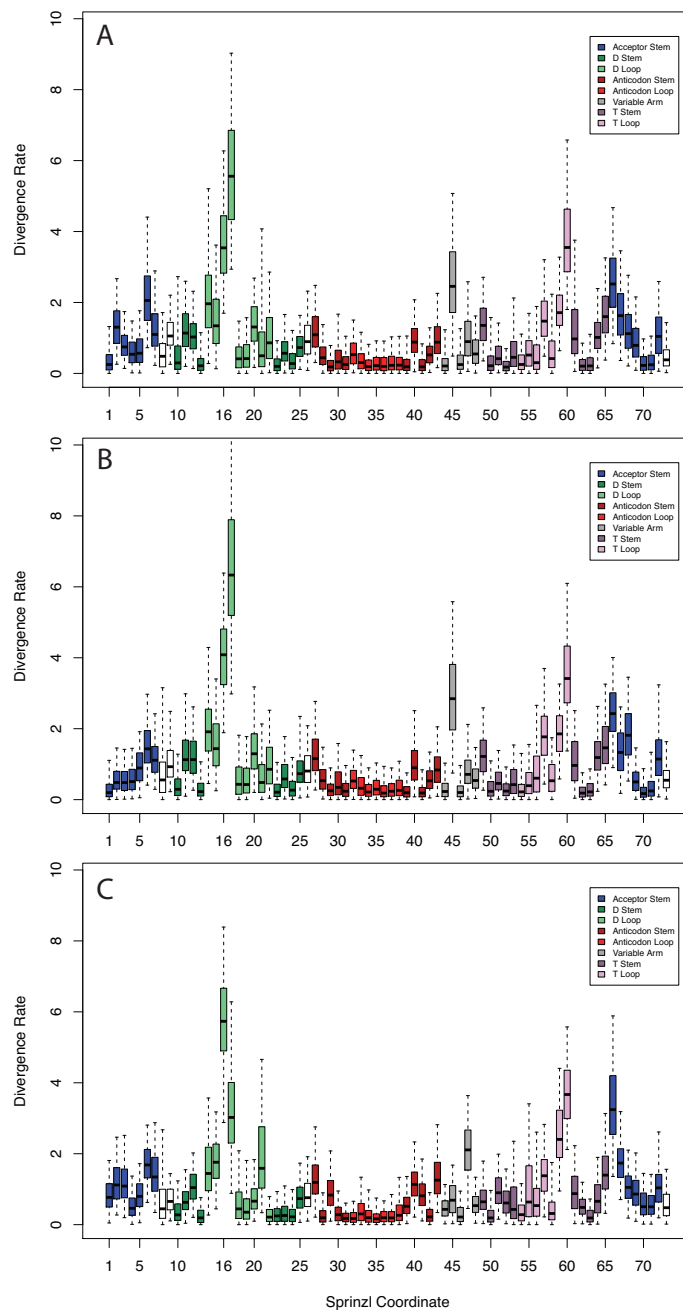 A
Divergence Rate
10
8
6
4
2
0
Acceptor Stem
D Stem
D Loop
Anticodon Stem
Anticodon Loop
Variable Arm
T Stem
T Loop
1 5 10 16 20 25 30 35 40 45 50 55 60 65 70
B
Divergence Rate
10
8
6
4
2
0
Acceptor Stem
D Stem
D Loop
Anticodon Stem
Anticodon Loop
Variable Arm
T Stem
T Loop
1 5 10 16 20 25 30 35 40 45 50 55 60 65 70
C
Divergence Rate
10
8
6
4
2
0
Acceptor Stem
D Stem
D Loop
Anticodon Stem
Anticodon Loop
Variable Arm
T Stem
T Loop
1 5 10 16 20 25 30 35 40 45 50 55 60 65 70
Sprinzl Coordinate